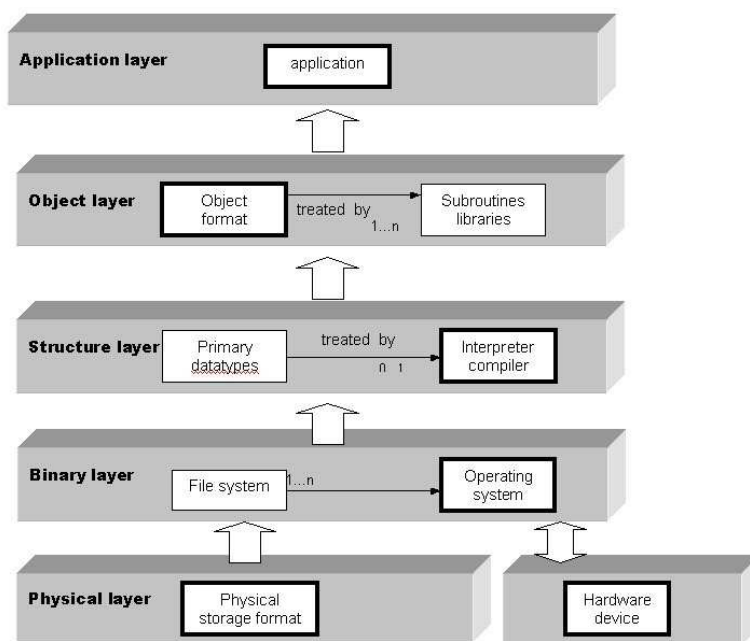 Application layer
application
Object layer
Object
format
treated by
1...n
Subroutines
libraries
Structure layer
Primary
datatypes
treated by
Interpreter
compiler
Binary layer
File system
1...n
Operating
system
Physical layer
Physical
storage format
Hardware
device